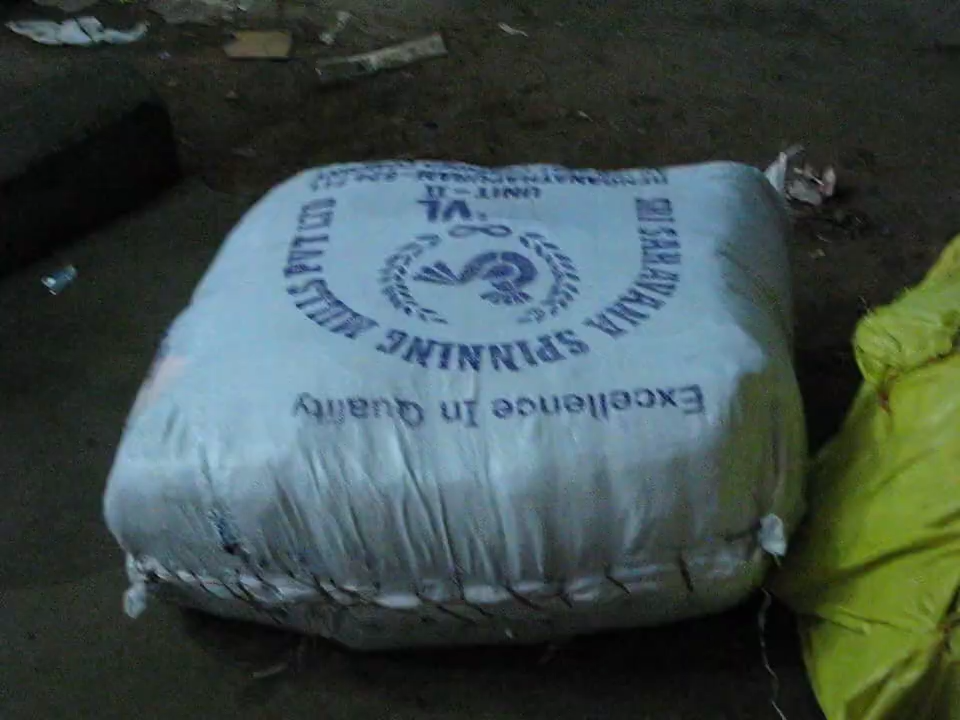 Excellence In Quality
SRI SARAVANA SPINNING MILLS PVT LTD
VL
UNIT - II